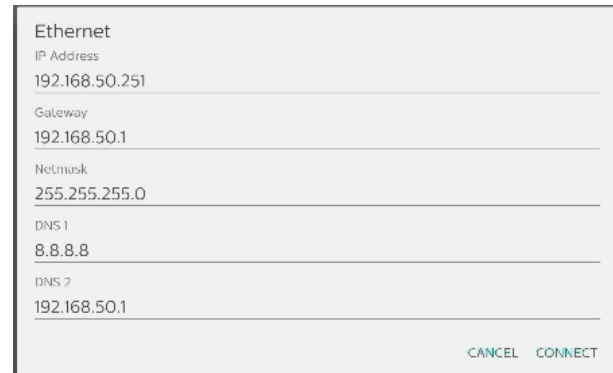 Ethernet
IP Address
192.168.50.251
Gateway
192.168.50.1
Netmask
255.255.255.0
DNS 1
8.8.8.8
DNS 2
192.168.50.1
CANCEL CONNECT